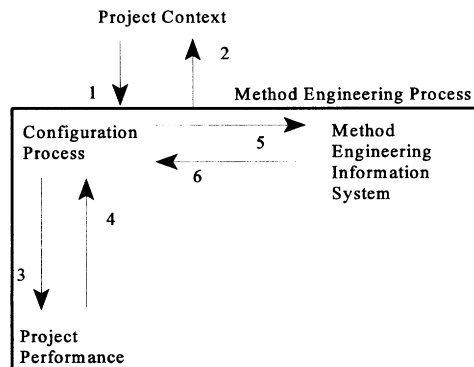 Project Context
2
1
Method Engineering Process
Configuration
Process
5
Method
Engineering
Information
System
6
4
3
Project
Performance